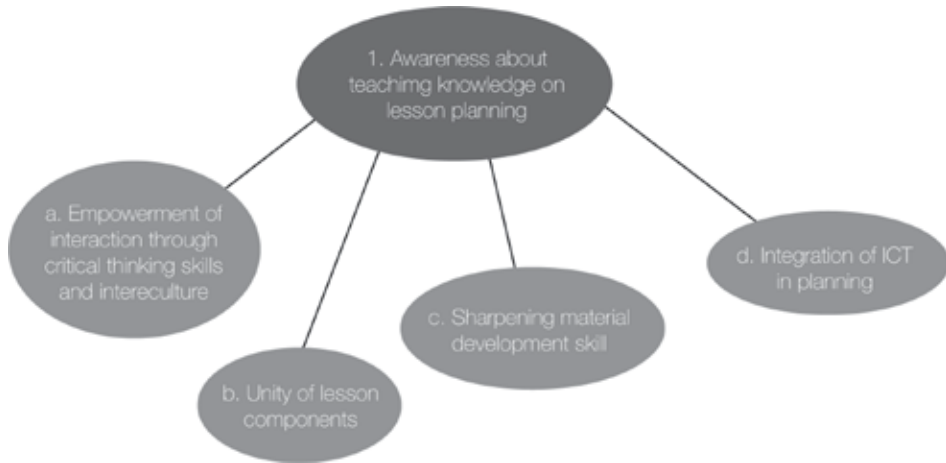 1. Awareness about
teachimg knowledge on
lesson planning
a. Empowerment of
interaction through
critical thinking skills
and intereculture
b. Unity of lesson
components
c. Sharpening material
development skill
d. Integration of ICT
in planning